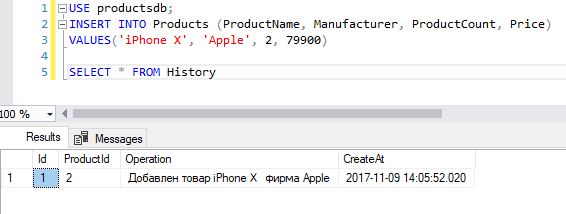 1 USE productsdb;
2 INSERT INTO Products (ProductName, Manufacturer, ProductCount, Price)
3 VALUES('iPhone X', 'Apple', 2, 79900)
4
5 SELECT * FROM History
100 %
Results Messages
Id ProductId Operation CreateAt
1 1 2 Добавлен товар iPhone X фирма Apple 2017-11-09 14:05:52.020